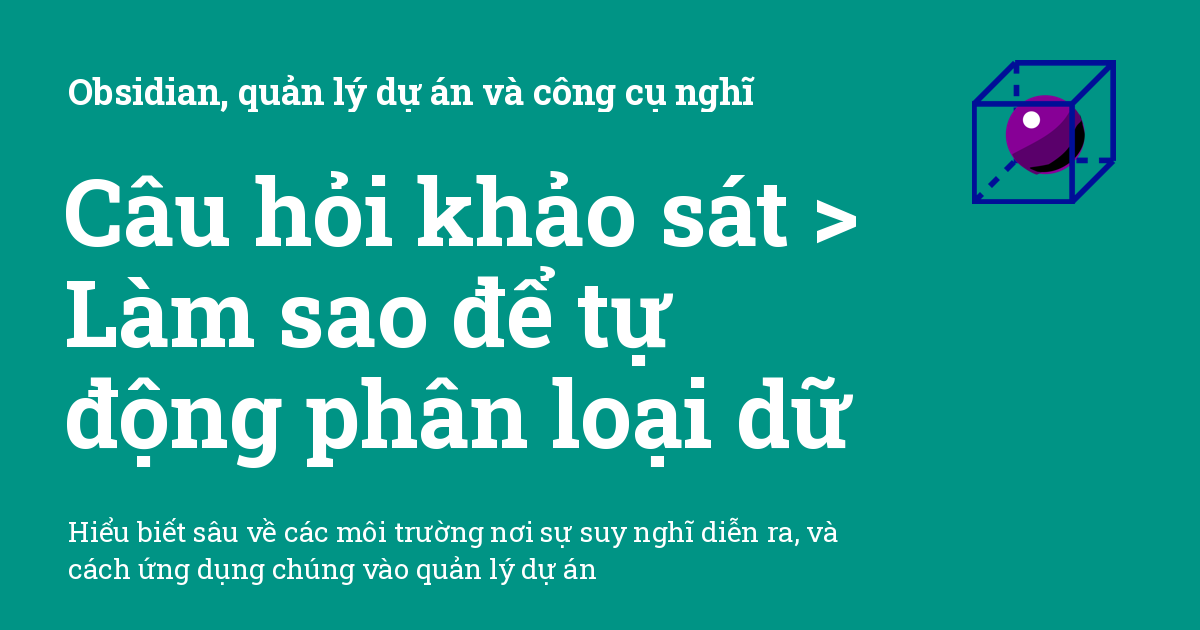 Obsidian, quản lý dự án và công cụ nghĩ
Câu hỏi khảo sát >
Làm sao để tự
động phân loại dữ
Hiểu biết sâu về các môi trường nơi sự suy nghĩ diễn ra, và
cách ứng dụng chúng vào quản lý dự án